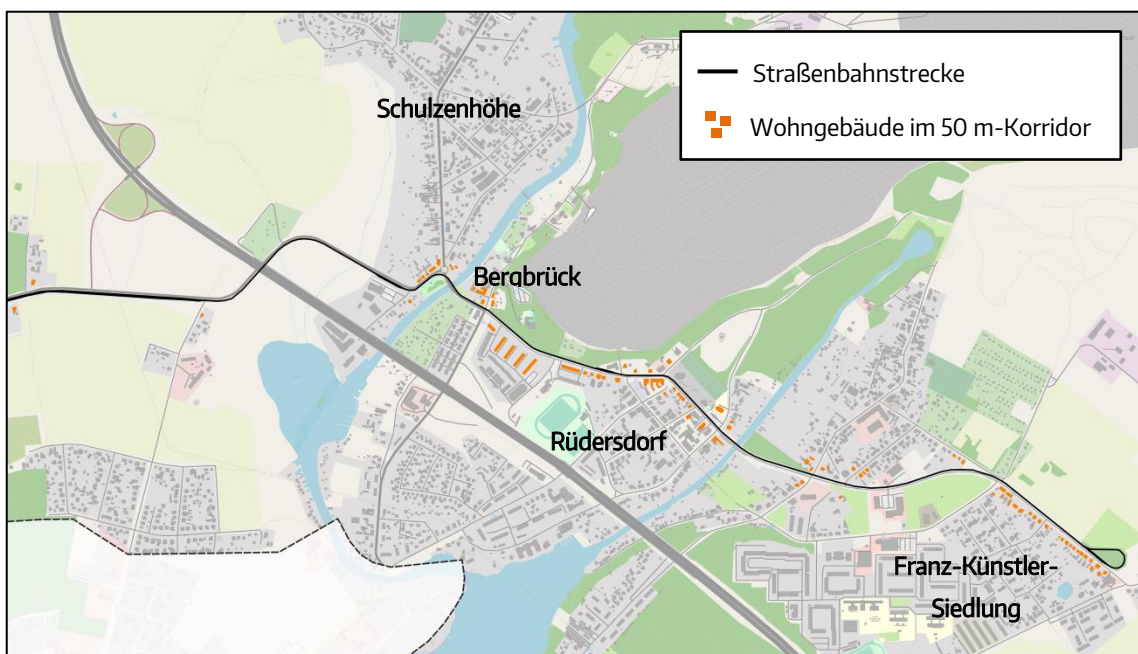 Straßenbahnstrecke
Wohngebäude im 50 m-Korridor
Schulzenhöhe
Bergbrück
Rüdersdorf
Franz-Künstler-
Siedlung